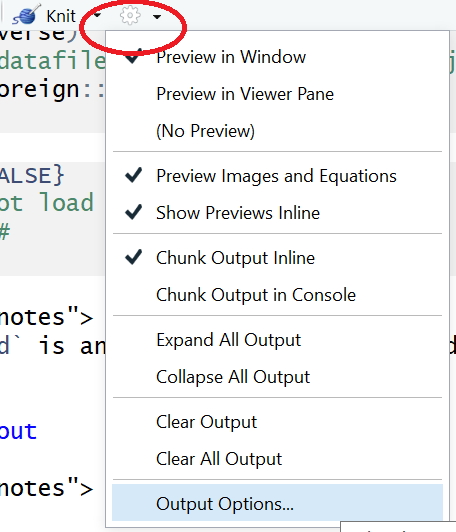 Knit
verse)
datafile
oreign::
Preview in Window
Preview in Viewer Pane
(No Preview)
ALSE}
Preview Images and Equations
ot load
Show Previews Inline
#
Chunk Output Inline
Chunk Output in Console
notes">
d` is an
Expand All Output
Collapse All Output
out
Clear Output
notes">
Clear All Output
Output Options...